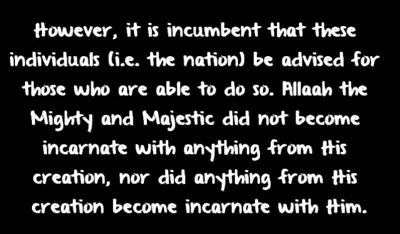 However, it is incumbent that these
individuals (i.e. the nation) be advised for
those who are able to do so. Allaah the
Mighty and Majestic did not become
incarnate with anything from His
creation, nor did anything from His
creation become incarnate with Him.